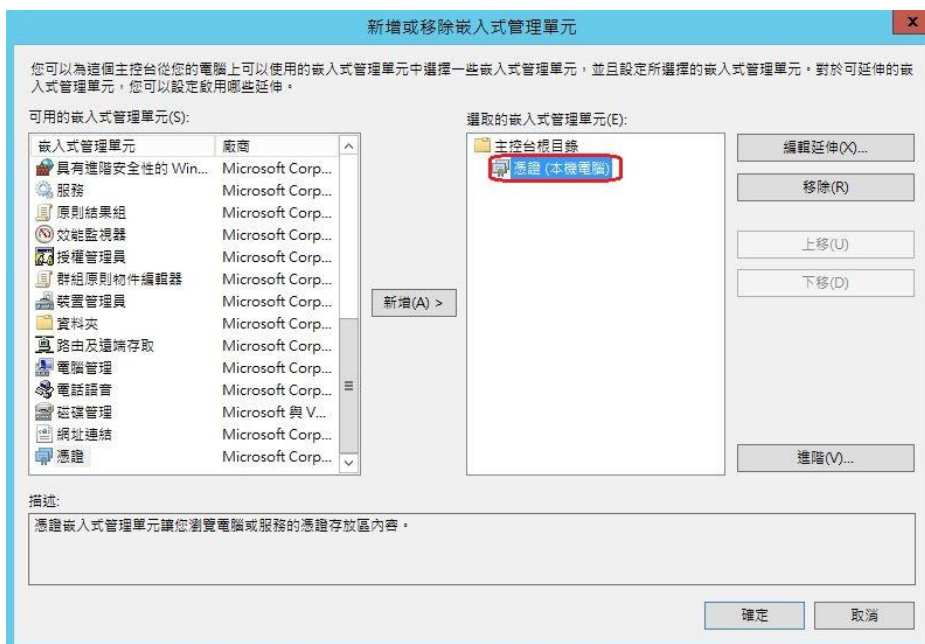 新增或移除嵌入式管理單元
x
您可以為這個主控台從您的電腦上可以使用的嵌入式管理單元中選擇一些嵌入式管理單元，並且設定所選擇的嵌入式管理單元。對於可延伸的嵌
入式管理單元，您可以設定啟用哪些延伸。
可用的嵌入式管理單元(S):
選取的嵌入式管理單元(E):
嵌入式管理單元 廠商
具有進階安全性的 Win... Microsoft Corp...
服務 Microsoft Corp...
原則結果組 Microsoft Corp...
效能監視器 Microsoft Corp...
授權管理員 Microsoft Corp...
群組原則物件編輯器 Microsoft Corp...
裝置管理員 Microsoft Corp...
資料夾 Microsoft Corp...
路由及遠端存取 Microsoft Corp...
電腦管理 Microsoft Corp...
電話語音 Microsoft Corp...
磁碟管理 Microsoft 與 V...
網址連結 Microsoft Corp...
憑證 Microsoft Corp...
新增(A) >
主控台根目錄
憑證 (本機電腦)
編輯延伸(X)...
移除(R)
上移(U)
下移(D)
進階(V)...
描述:
憑證嵌入式管理單元讓您瀏覽電腦或服務的憑證存放區內容。
確定
取消